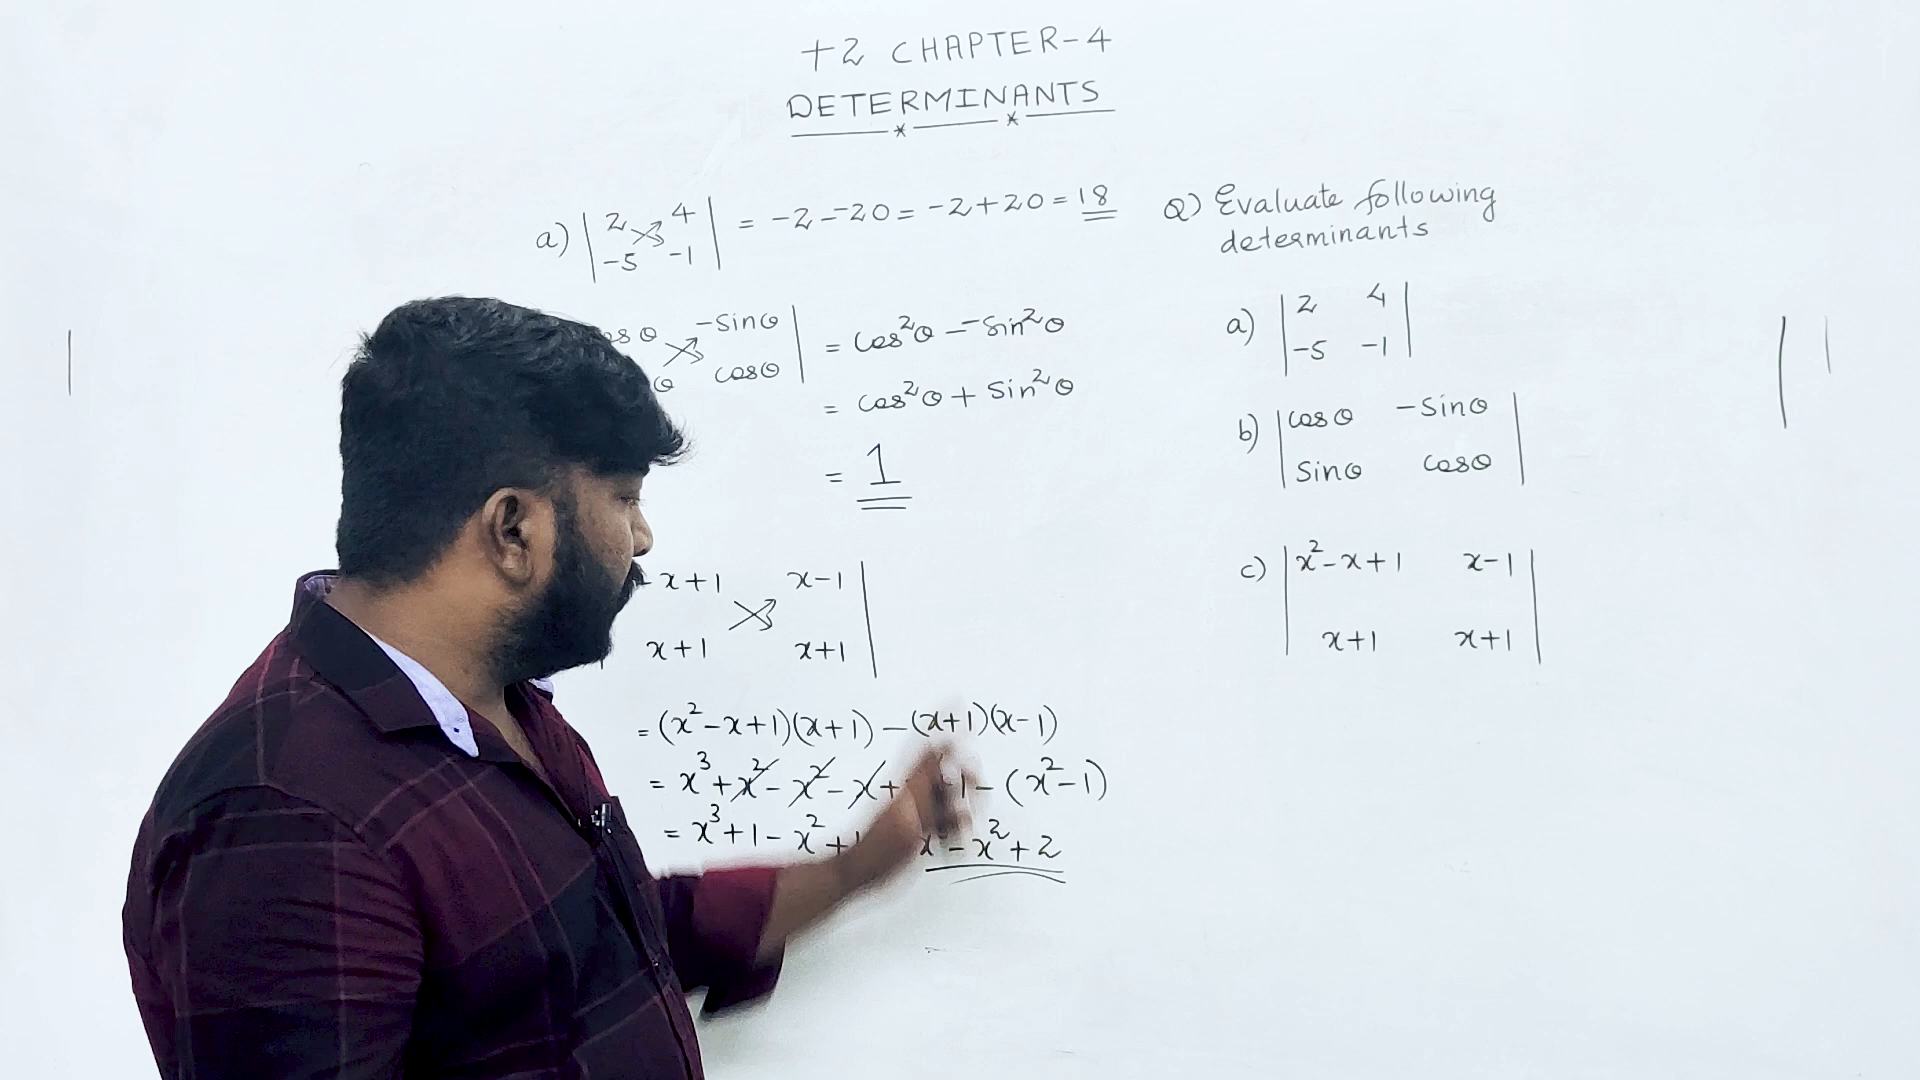 +2 CHAPTER-4
DETERMINANTS
a) | 2 4 | = -2--20 = -2+20 = 18
-5 -1
-sinθ | = cos²θ - -sin²θ
cosθ
= cos²θ + sin²θ
= 1
x+1 x-1 |
x+1 x+1
= (x²-x+1)(x+1) - (x+1)(x-1)
= x³+x²-x²-x+ 1-(x²-1)
= x³+1-x²+1
-x²+2
Q) Evaluate following
determinants
a) | 2 4 |
-5 -1
b) | cosθ -sinθ |
sinθ cosθ
c) | x²-x+1 x-1 |
x+1 x+1